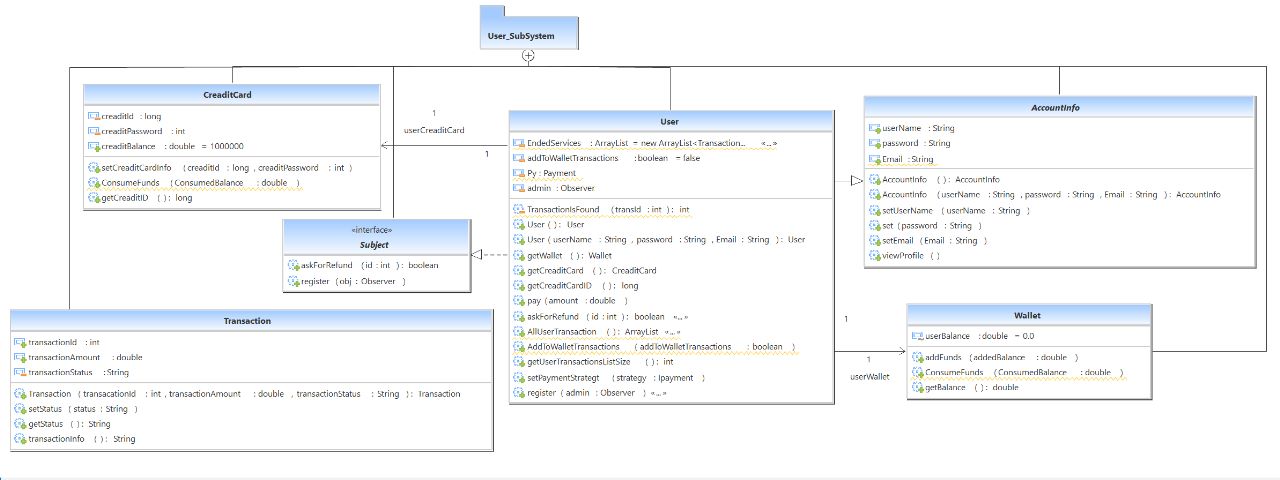 User_SubSystem
CreaditCard
creaditId : long
creaditPassword : int
creaditBalance : double = 1000000
setCreaditCardInfo ( creaditId : long , creaditPassword : int )
ConsumeFunds ( ConsumedBalance : double )
getCreaditID ( ) : long
1
userCreaditCard
1
«interface»
Subject
askForRefund ( id : int ) : boolean
register ( obj : Observer )
User
EndedServices : ArrayList = new ArrayList<Transaction... «...»
addToWalletTransactions : boolean = false
Py : Payment
admin : Observer
TransactionIsFound ( transId : int ) : int
User ( ) : User
User ( userName : String , password : String , Email : String ) : User
getWallet ( ) : Wallet
getCreaditCard ( ) : CreaditCard
getCreaditCardID ( ) : long
pay ( amount : double )
askForRefund ( id : int ) : boolean «...»
AllUserTransaction ( ) : ArrayList «...»
AddToWalletTransactions ( addToWalletTransactions : boolean )
getUserTransactionsListSize ( ) : int
setPaymentStrategt ( strategy : Ipayment )
register ( admin : Observer ) «...»
AccountInfo
userName : String
password : String
Email : String
AccountInfo ( ) : AccountInfo
AccountInfo ( userName : String , password : String , Email : String ) : AccountInfo
setUserName ( userName : String )
set ( password : String )
setEmail ( Email : String )
viewProfile ( )
Transaction
transactionId : int
transactionAmount : double
transactionStatus : String
Transaction ( transacationId : int , transactionAmount : double , transactionStatus : String ) : Transaction
setStatus ( status : String )
getStatus ( ) : String
transactionInfo ( ) : String
1
1
userWallet
Wallet
userBalance : double = 0.0
addFunds ( addedBalance : double )
ConsumeFunds ( ConsumedBalance : double )
getBalance ( ) : double